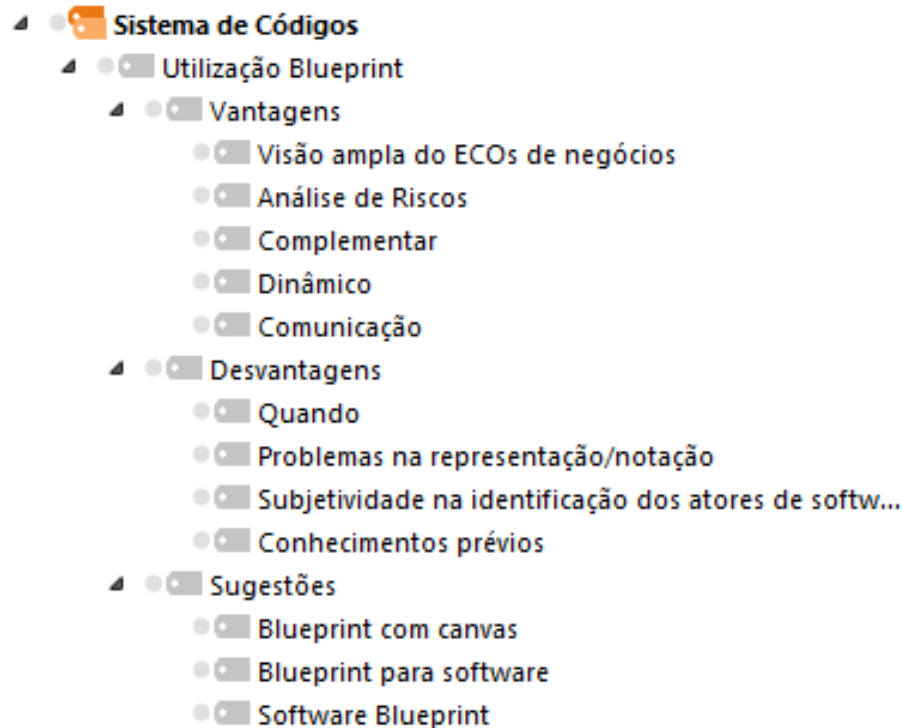 Sistema de Códigos
Utilização Blueprint
Vantagens
Visão ampla do ECOs de negócios
Análise de Riscos
Complementar
Dinâmico
Comunicação
Desvantagens
Quando
Problemas na representação/notação
Subjetividade na identificação dos atores de softw...
Conhecimentos prévios
Sugestões
Blueprint com canvas
Blueprint para software
Software Blueprint